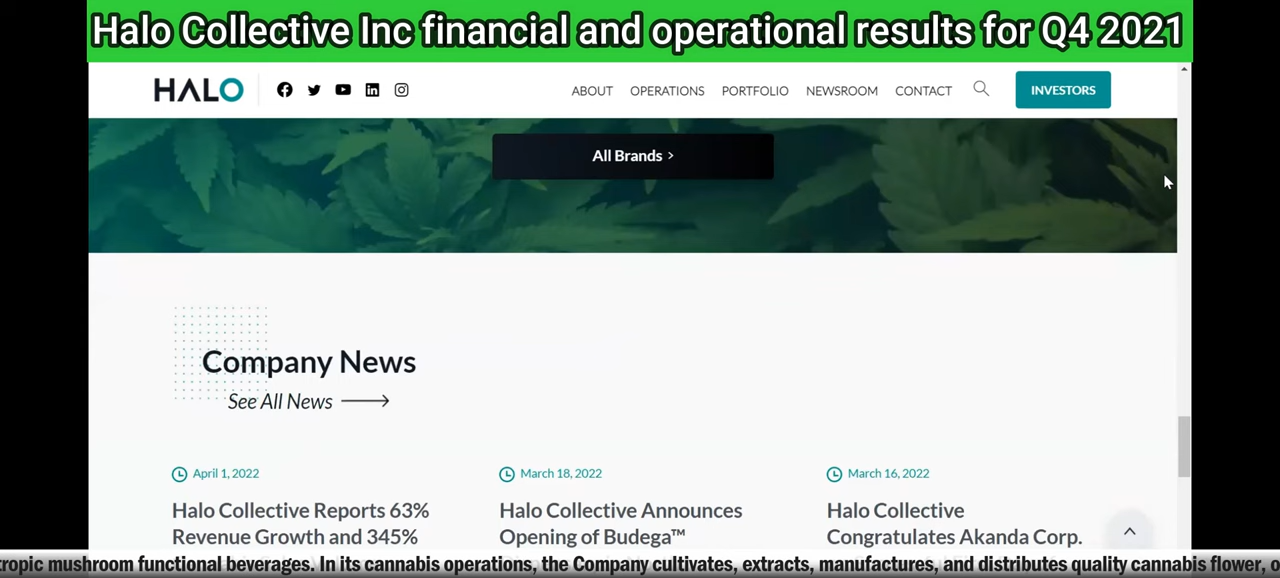 Halo Collective Inc financial and operational results for Q4 2021
HALO
ABOUT OPERATIONS PORTFOLIO NEWSROOM CONTACT INVESTORS
All Brands >
Company News
See All News
April 1, 2022
Halo Collective Reports 63%
Revenue Growth and 345%
March 18, 2022
Halo Collective Announces
Opening of Budega™
March 16, 2022
Halo Collective
Congratulates Akanda Corp.
tropic mushroom functional beverages. In its cannabis operations, the Company cultivates, extracts, manufactures, and distributes quality cannabis flower, o